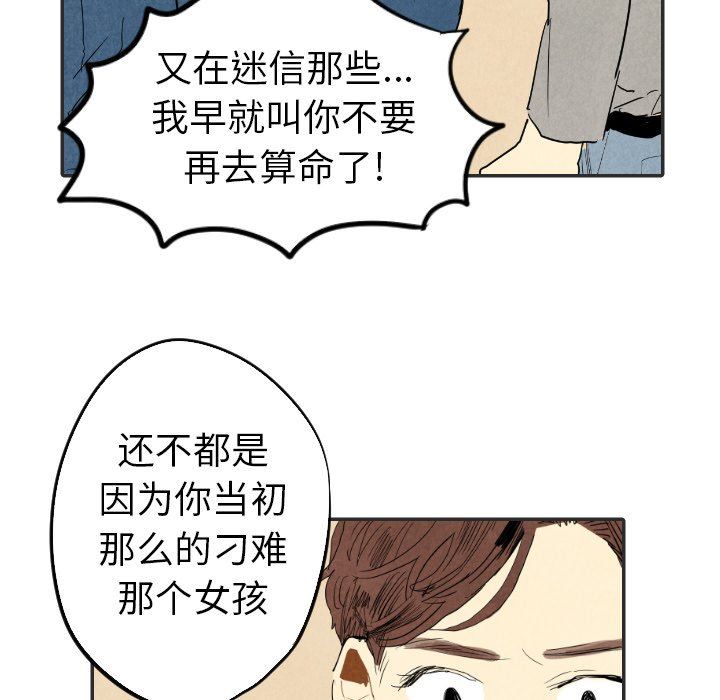 又在迷信那些...
我早就叫你不要
再去算命了!
还不都是
因为你当初
那么的刁难
那个女孩